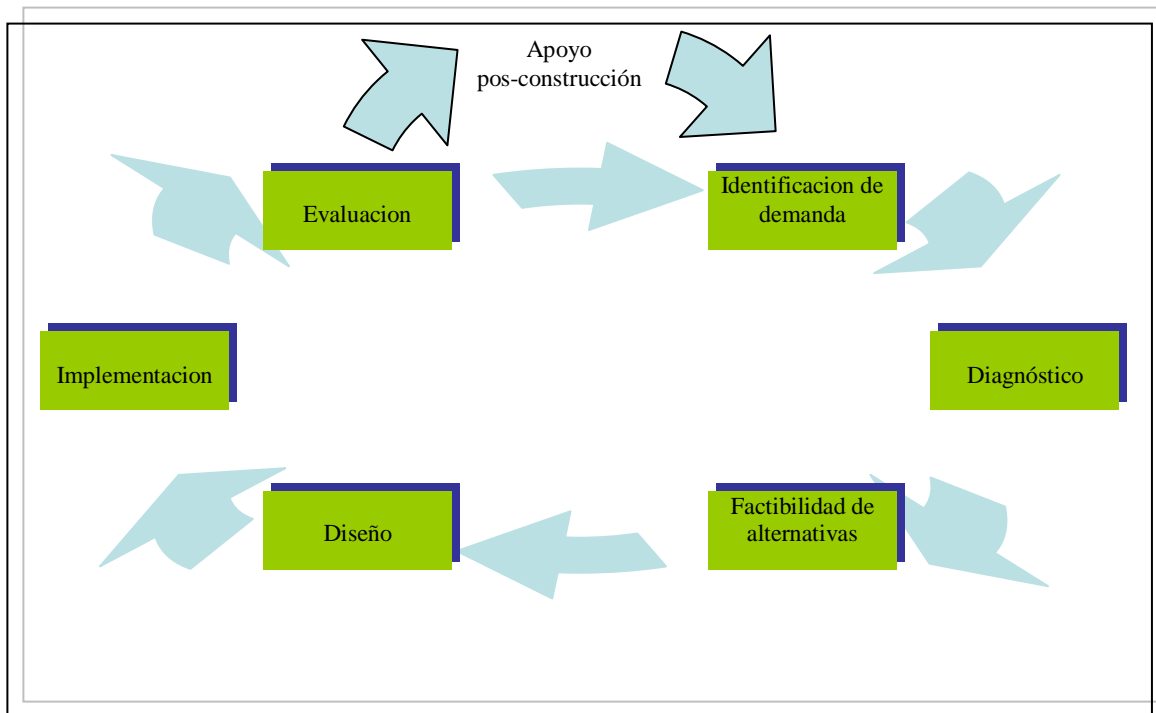 Apoyo
pos-construcción
Evaluacion
Identificacion de
demanda
Implementacion
Diagnóstico
Diseño
Factibilidad de
alternativas